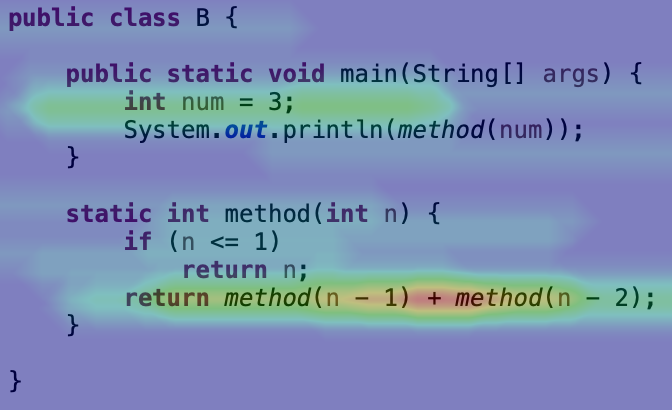 public class B {
    public static void main(String[] args) {
        int num = 3;
        System.out.println(method(num));
    }
    static int method(int n) {
        if (n <= 1)
            return n;
        return method(n - 1) + method(n - 2);
    }
}